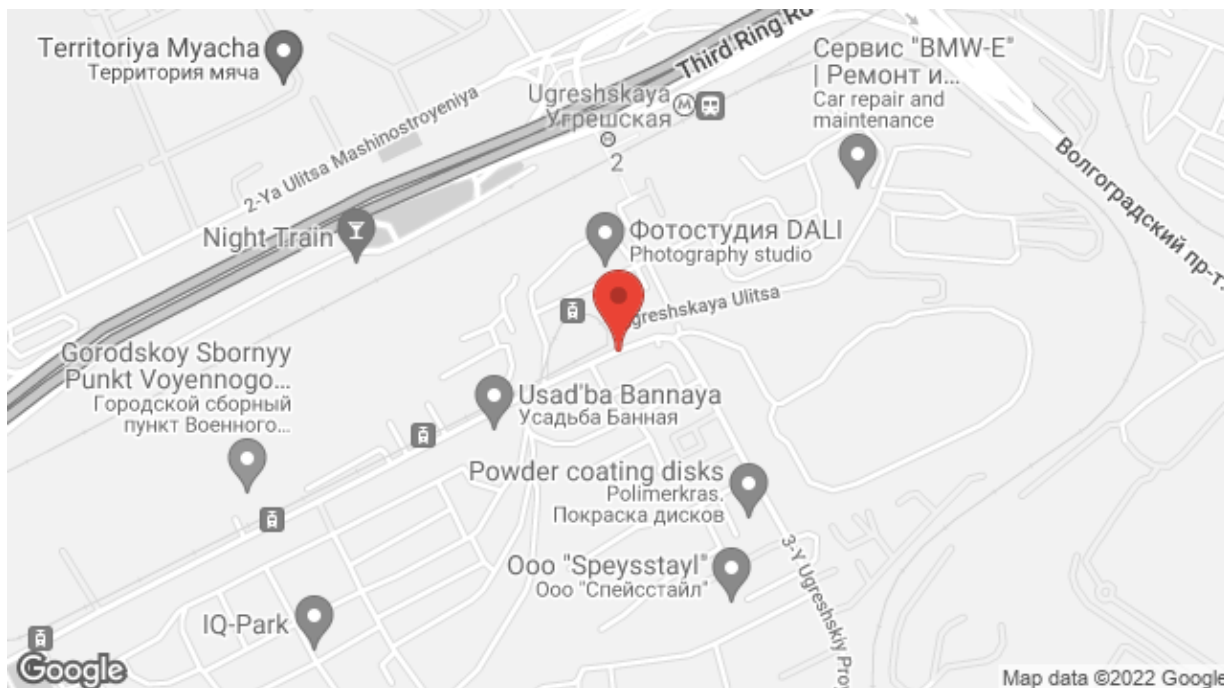 Territoriya Myacha
Территория мяча
2-Ya Ulitsa Mashinostroyeniya
Third Ring Ro
Ugreshskaya
Угрешская
2
Сервис "BMW-E"
| Ремонт и...
Car repair and
maintenance
Волгоградский пр-т.
Night Train
Фотостудия DALI
Photography studio
greshskaya Ulitsa
Gorodskoy Sbornyy
Punkt Voyennogo...
Городской сборный
пункт Военного...
Usad'ba Bannaya
Усадьба Банная
Powder coating disks
Polimerkras.
Покраска дисков
Ooo "Speysstayl"
Ооо "Спейсстайл"
3-Y Ugreshskiy Proy
IQ-Park
Google
Map data ©2022 Google